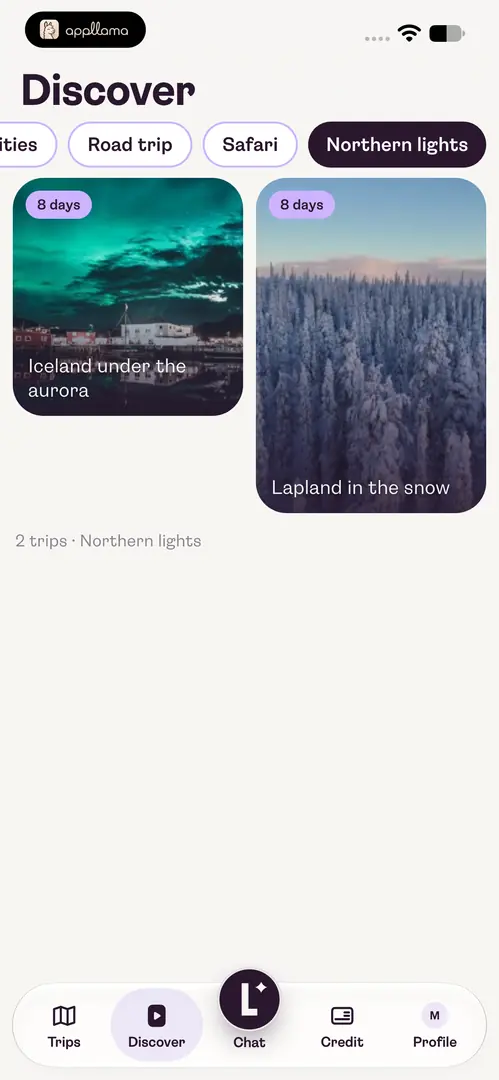 appllama
Discover
ities
Road trip
Safari
Northern lights
8 days
Iceland under the
aurora
8 days
Lapland in the snow
2 trips · Northern lights
Trips
Discover
L
Chat
Credit
M
Profile